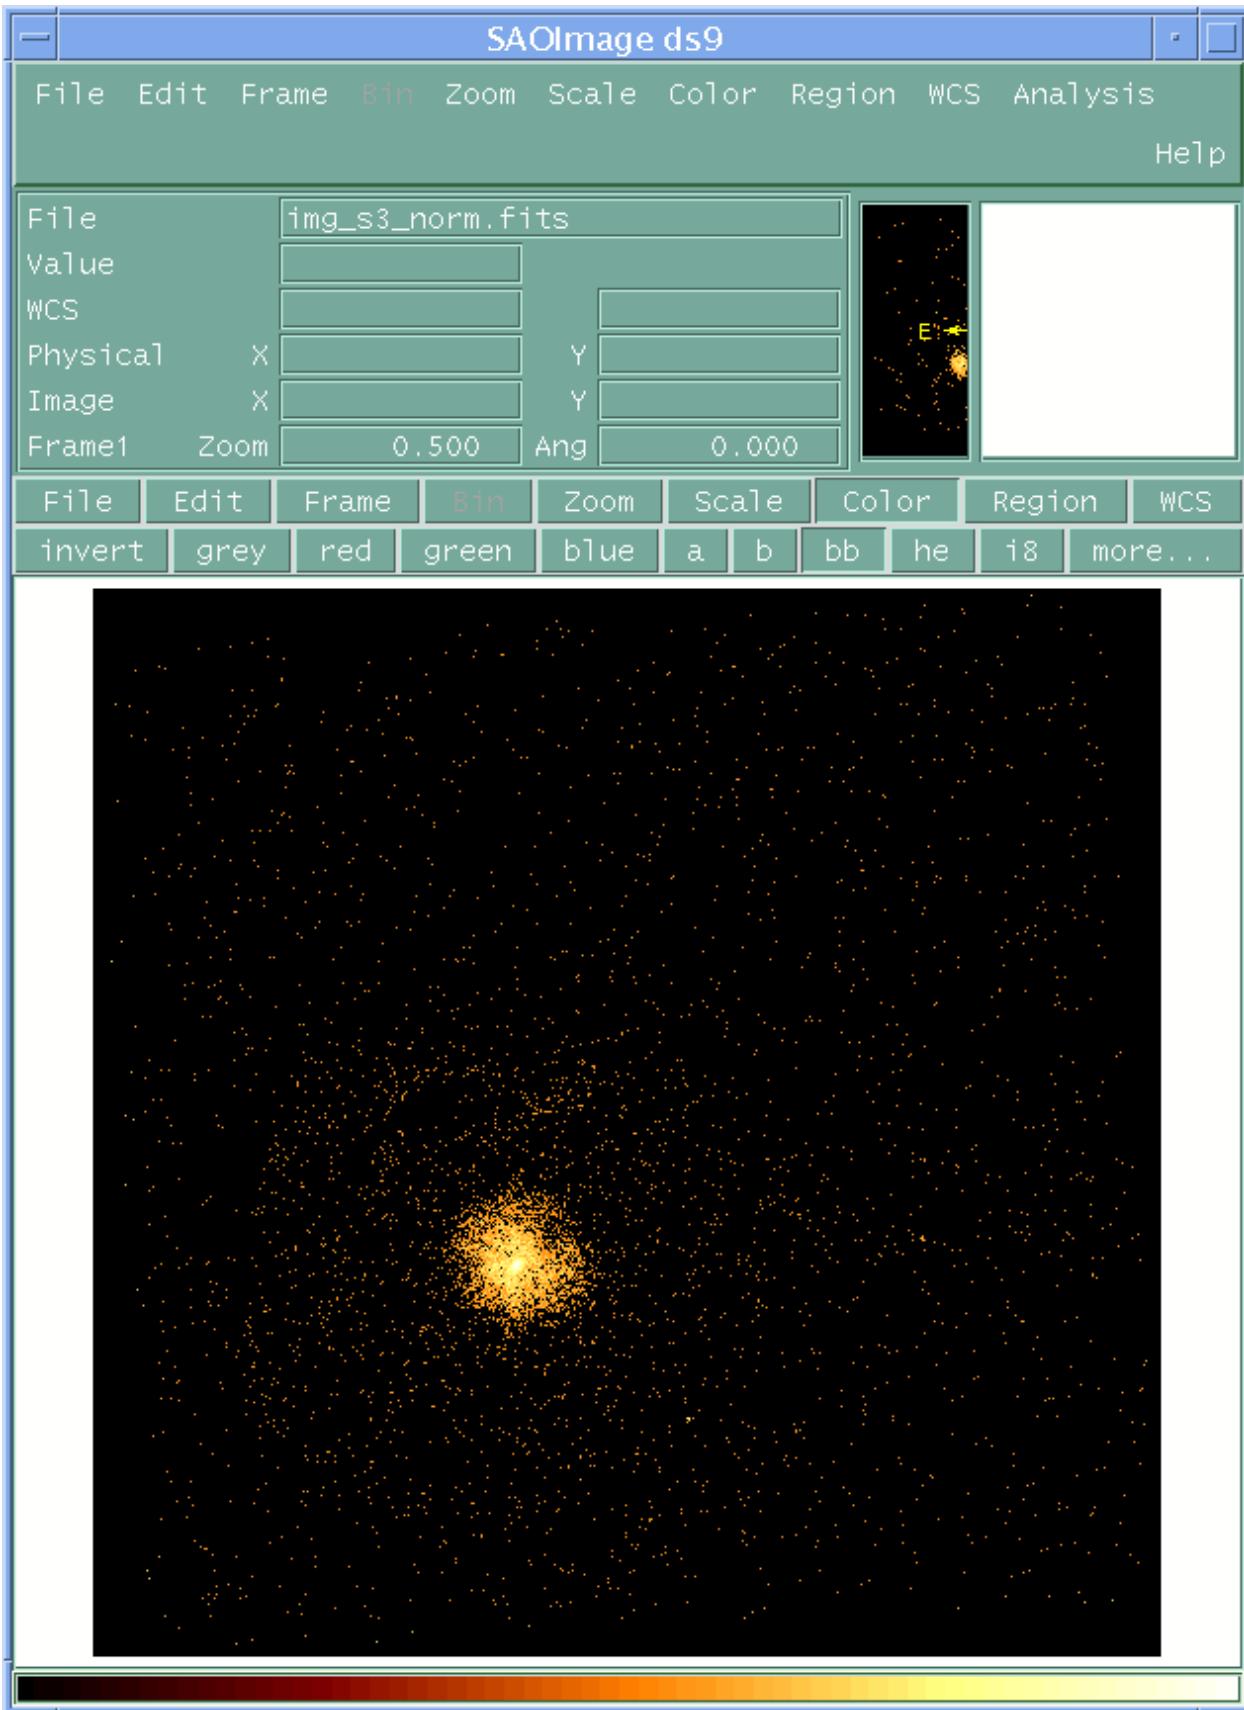 SAOImage ds9
File Edit Frame Bin Zoom Scale Color Region WCS Analysis
Help
File img_s3_norm.fits
Value
WCS
Physical X Y
Image X Y
Frame1 Zoom 0.500 Ang 0.000
E
File Edit Frame Bin Zoom Scale Color Region WCS
invert grey red green blue a b bb he i8 more...